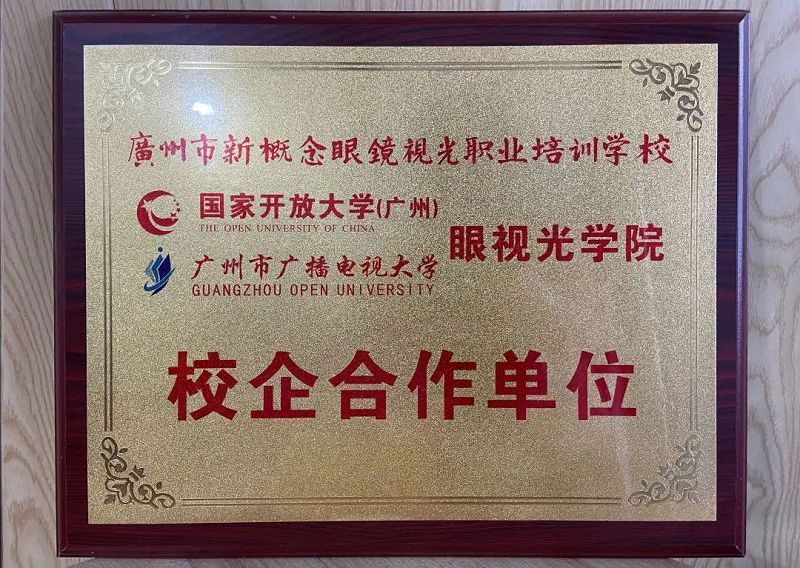 廣州市新概念眼鏡視光职业培训学校
国家开放大学(广州)
THE OPEN UNIVERSITY OF CHINA
广州市广播电视大学
GUANGZHOU OPEN UNIVERSITY
眼视光学院
校企合作单位